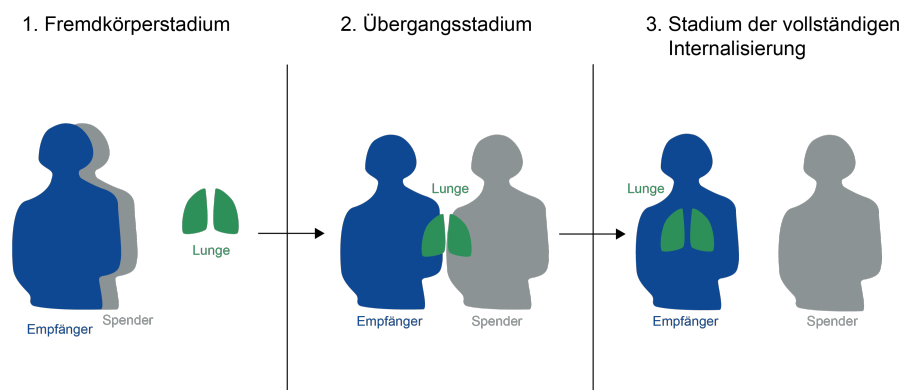 1. Fremdkörperstadium
2. Übergangsstadium
3. Stadium der vollständigen
Internalisierung
Lunge
Empfänger
Spender
Lunge
Empfänger
Spender
Lunge
Empfänger
Spender